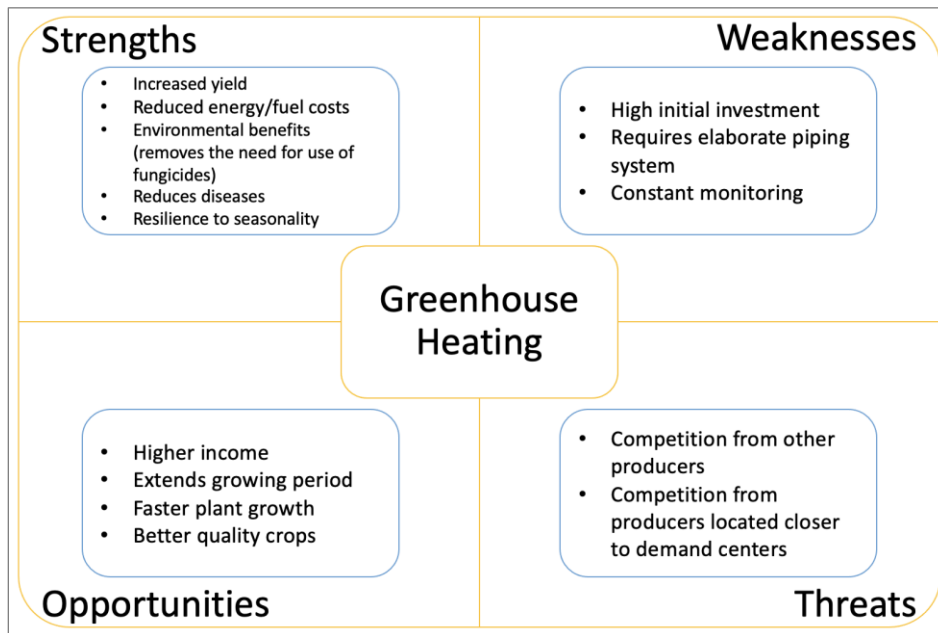 Strengths
• Increased yield
• Reduced energy/fuel costs
• Environmental benefits
(removes the need for use of
fungicides)
• Reduces diseases
• Resilience to seasonality
Weaknesses
• High initial investment
• Requires elaborate piping
system
• Constant monitoring
Greenhouse
Heating
• Higher income
• Extends growing period
• Faster plant growth
• Better quality crops
Opportunities
• Competition from other
producers
• Competition from
producers located closer
to demand centers
Threats